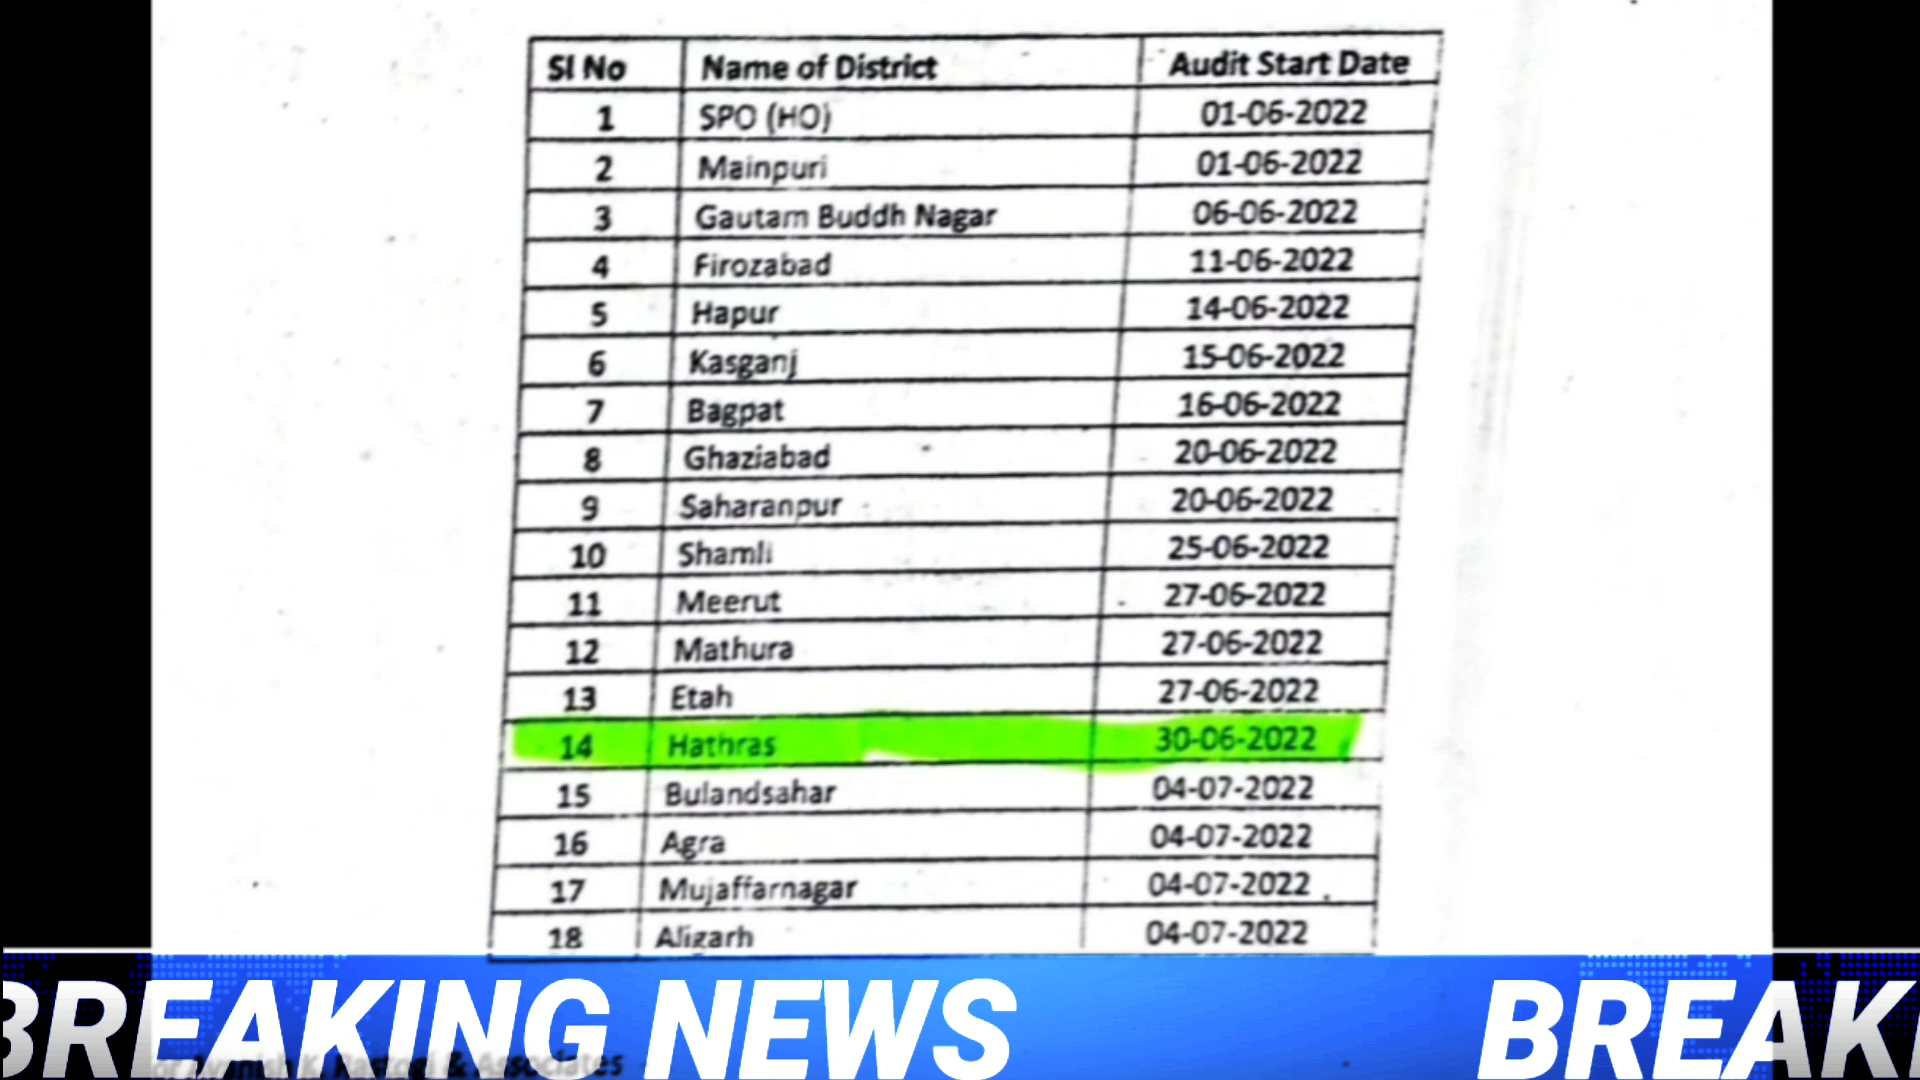 Sl No Name of District Audit Start Date
1 SPO (HO) 01-06-2022
2 Mainpuri 01-06-2022
3 Gautam Buddh Nagar 06-06-2022
4 Firozabad 11-06-2022
5 Hapur 14-06-2022
6 Kasganj 15-06-2022
7 Bagpat 16-06-2022
8 Ghaziabad 20-06-2022
9 Saharanpur 20-06-2022
10 Shamli 25-06-2022
11 Meerut 27-06-2022
12 Mathura 27-06-2022
13 Etah 27-06-2022
14 Hathras 30-06-2022
15 Bulandsahar 04-07-2022
16 Agra 04-07-2022
17 Mujaffarnagar 04-07-2022
18 Aligarh 04-07-2022
BREAKING NEWS BREAKI
K. Rastogi & Associates